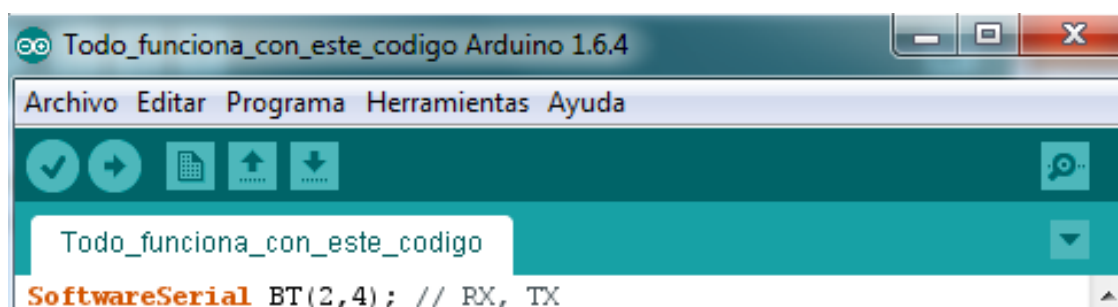 Todo_funciona_con_este_codigo Arduino 1.6.4
Archivo Editar Programa Herramientas Ayuda
Todo_funciona_con_este_codigo
SoftwareSerial BT(2,4); // RX, TX